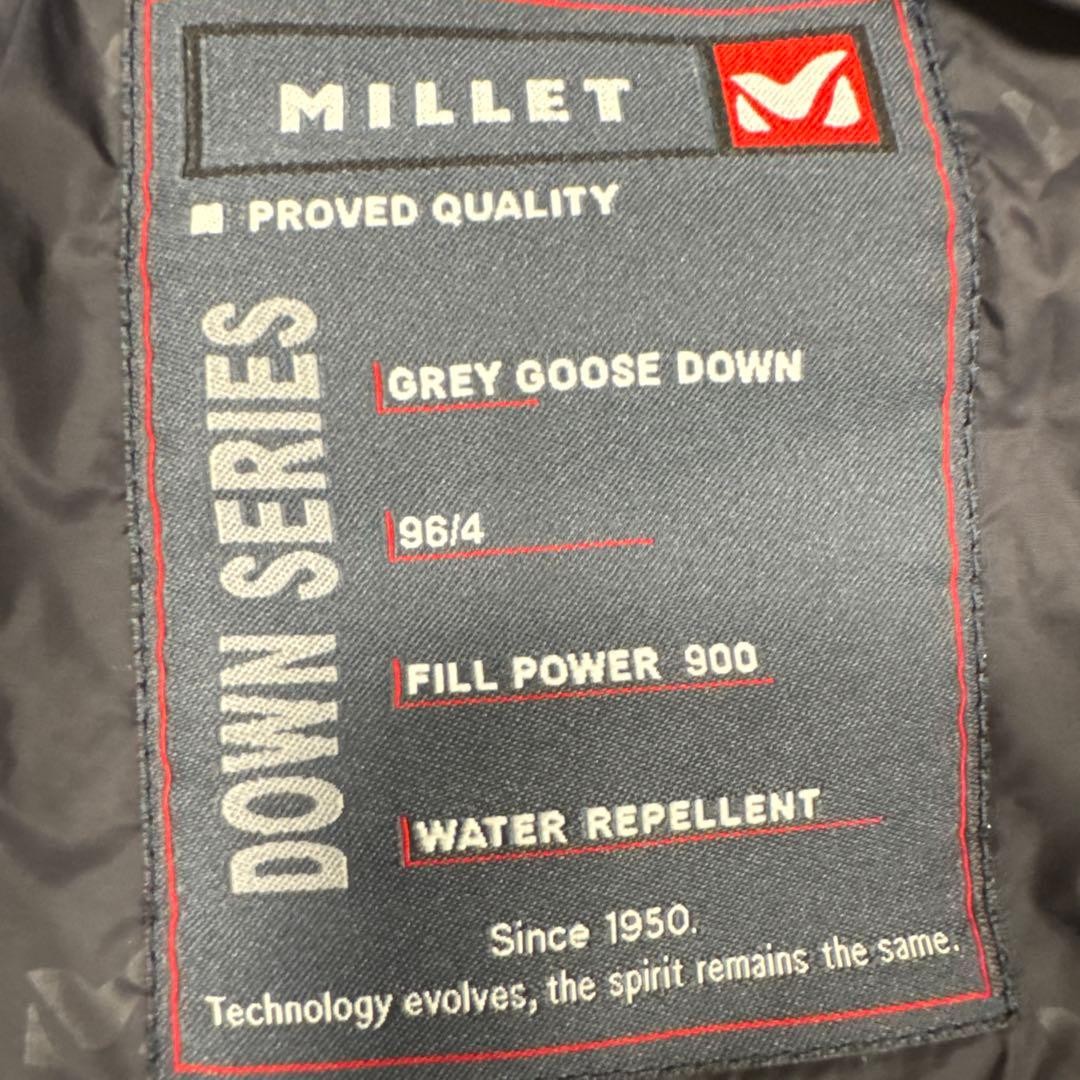 MILLET
PROVED QUALITY
DOWN SERIES
GREY GOOSE DOWN
96/4
FILL POWER 900
WATER REPELLENT
Since 1950.
Technology evolves, the spirit remains the same.